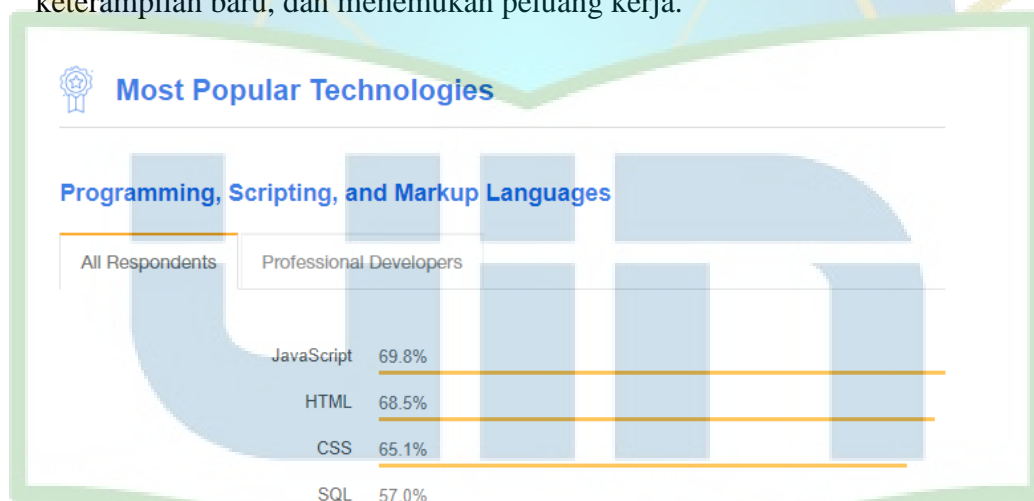 keterampilan baru, dan menemukan peluang kerja.
Most Popular Technologies
Programming, Scripting, and Markup Languages
All Respondents Professional Developers
JavaScript 69.8%
HTML 68.5%
CSS 65.1%
SQL 57.0%
uin